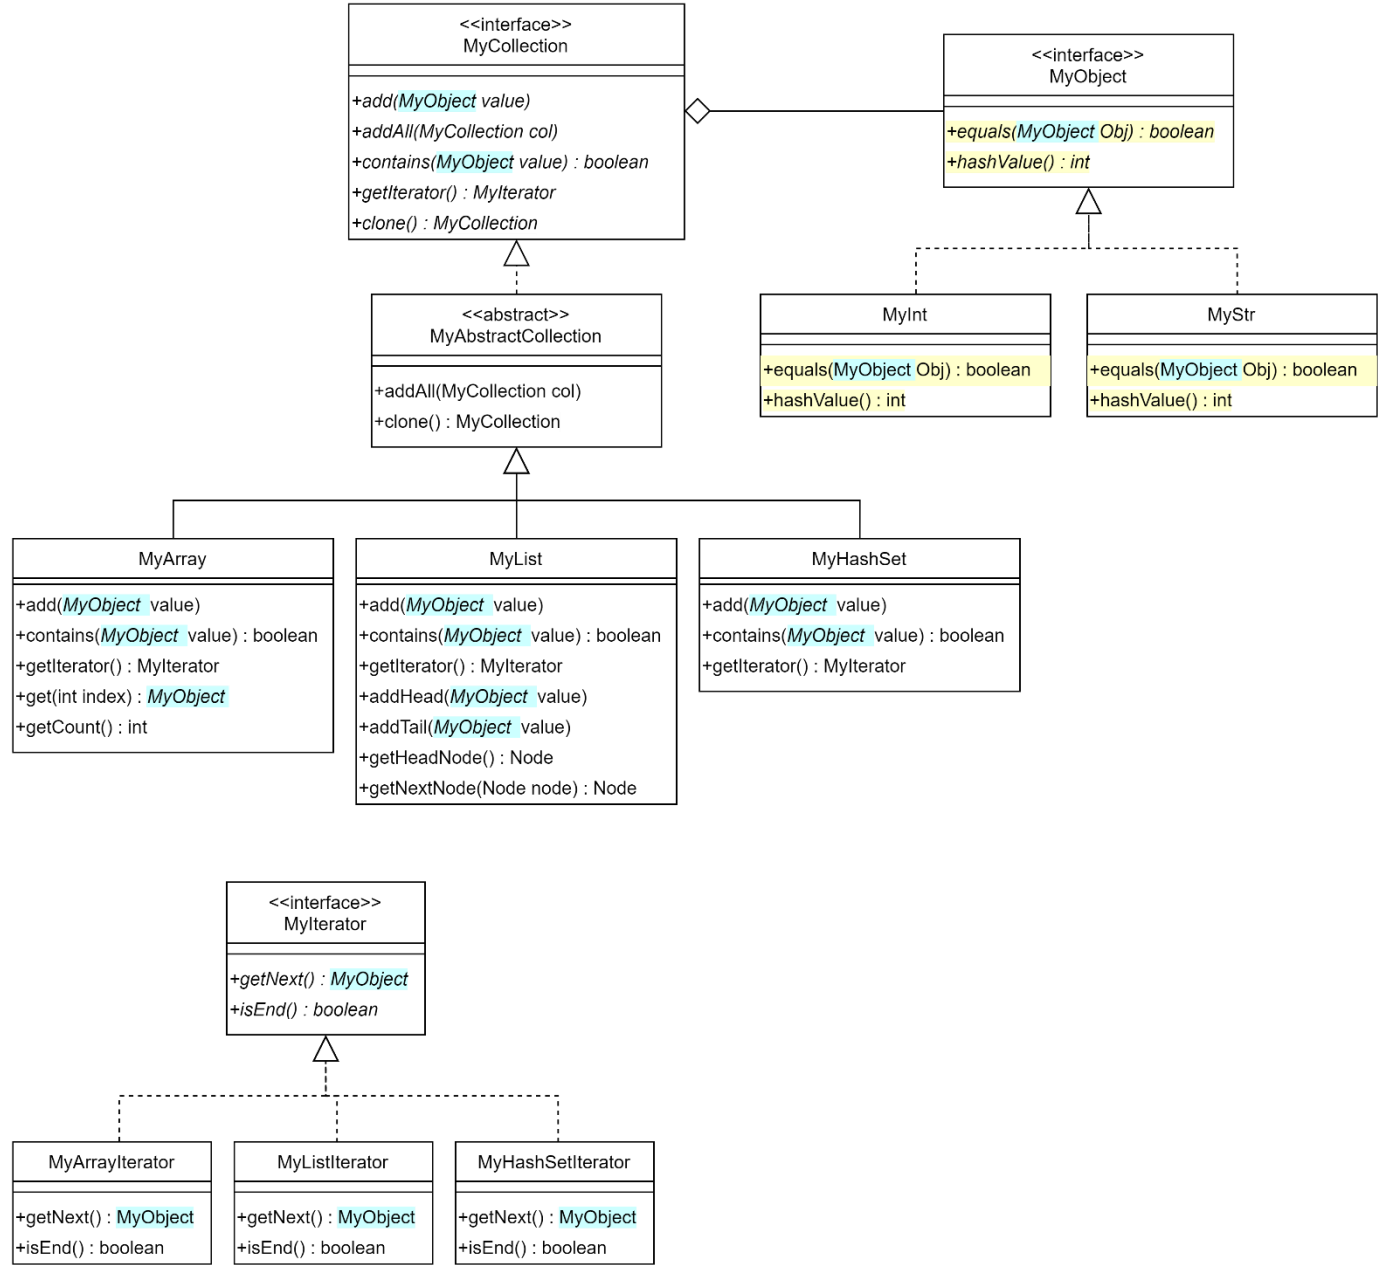 <<interface>>
MyCollection
+add(MyObject value)
+addAll(MyCollection col)
+contains(MyObject value) : boolean
+getIterator() : MyIterator
+clone() : MyCollection
<<interface>>
MyObject
+equals(MyObject Obj) : boolean
+hashValue() : int
<<abstract>>
MyAbstractCollection
+addAll(MyCollection col)
+clone() : MyCollection
MyInt
+equals(MyObject Obj) : boolean
+hashValue() : int
MyStr
+equals(MyObject Obj) : boolean
+hashValue() : int
MyArray
+add(MyObject value)
+contains(MyObject value) : boolean
+getIterator() : MyIterator
+get(int index) : MyObject
+getCount() : int
MyList
+add(MyObject value)
+contains(MyObject value) : boolean
+getIterator() : MyIterator
+addHead(MyObject value)
+addTail(MyObject value)
+getHeadNode() : Node
+getNextNode(Node node) : Node
MyHashSet
+add(MyObject value)
+contains(MyObject value) : boolean
+getIterator() : MyIterator
<<interface>>
MyIterator
+getNext() : MyObject
+isEnd() : boolean
MyArrayIterator
+getNext() : MyObject
+isEnd() : boolean
MyListIterator
+getNext() : MyObject
+isEnd() : boolean
MyHashSetIterator
+getNext() : MyObject
+isEnd() : boolean